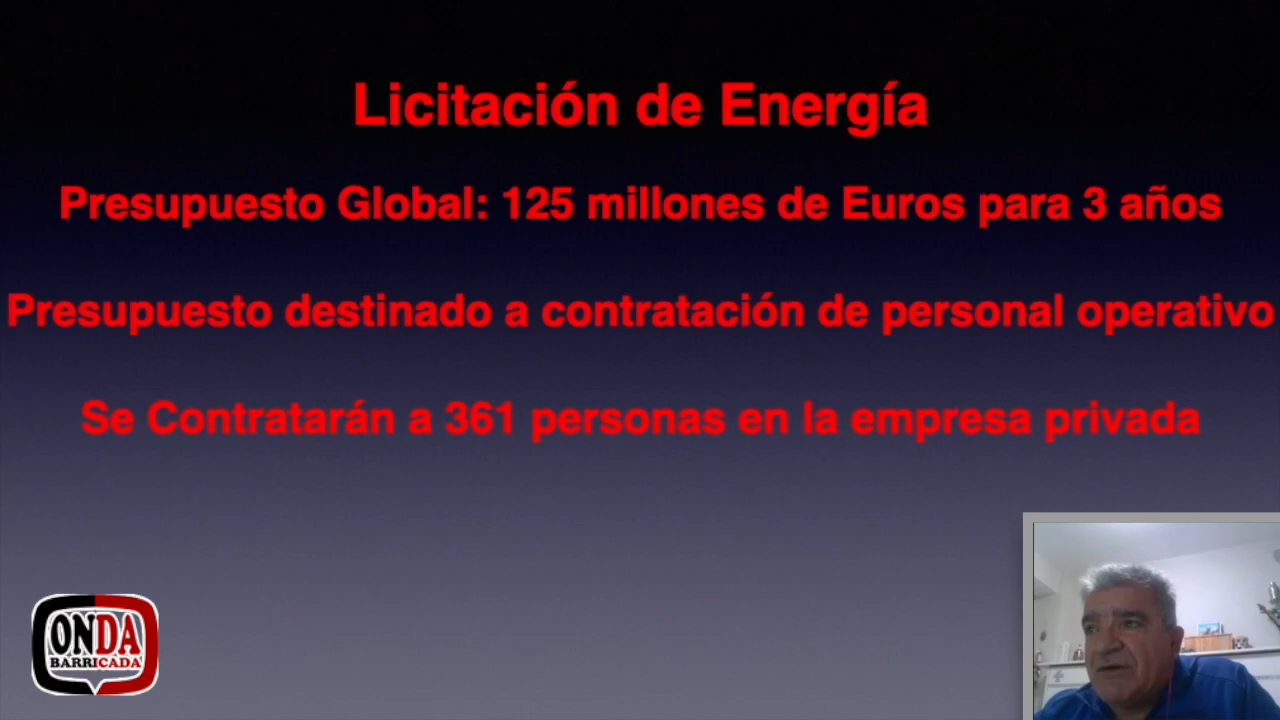 Licitación de Energía
Presupuesto Global: 125 millones de Euros para 3 años
Presupuesto destinado a contratación de personal operativo
Se Contratarán a 361 personas en la empresa privada
ONDA
BARRICADA